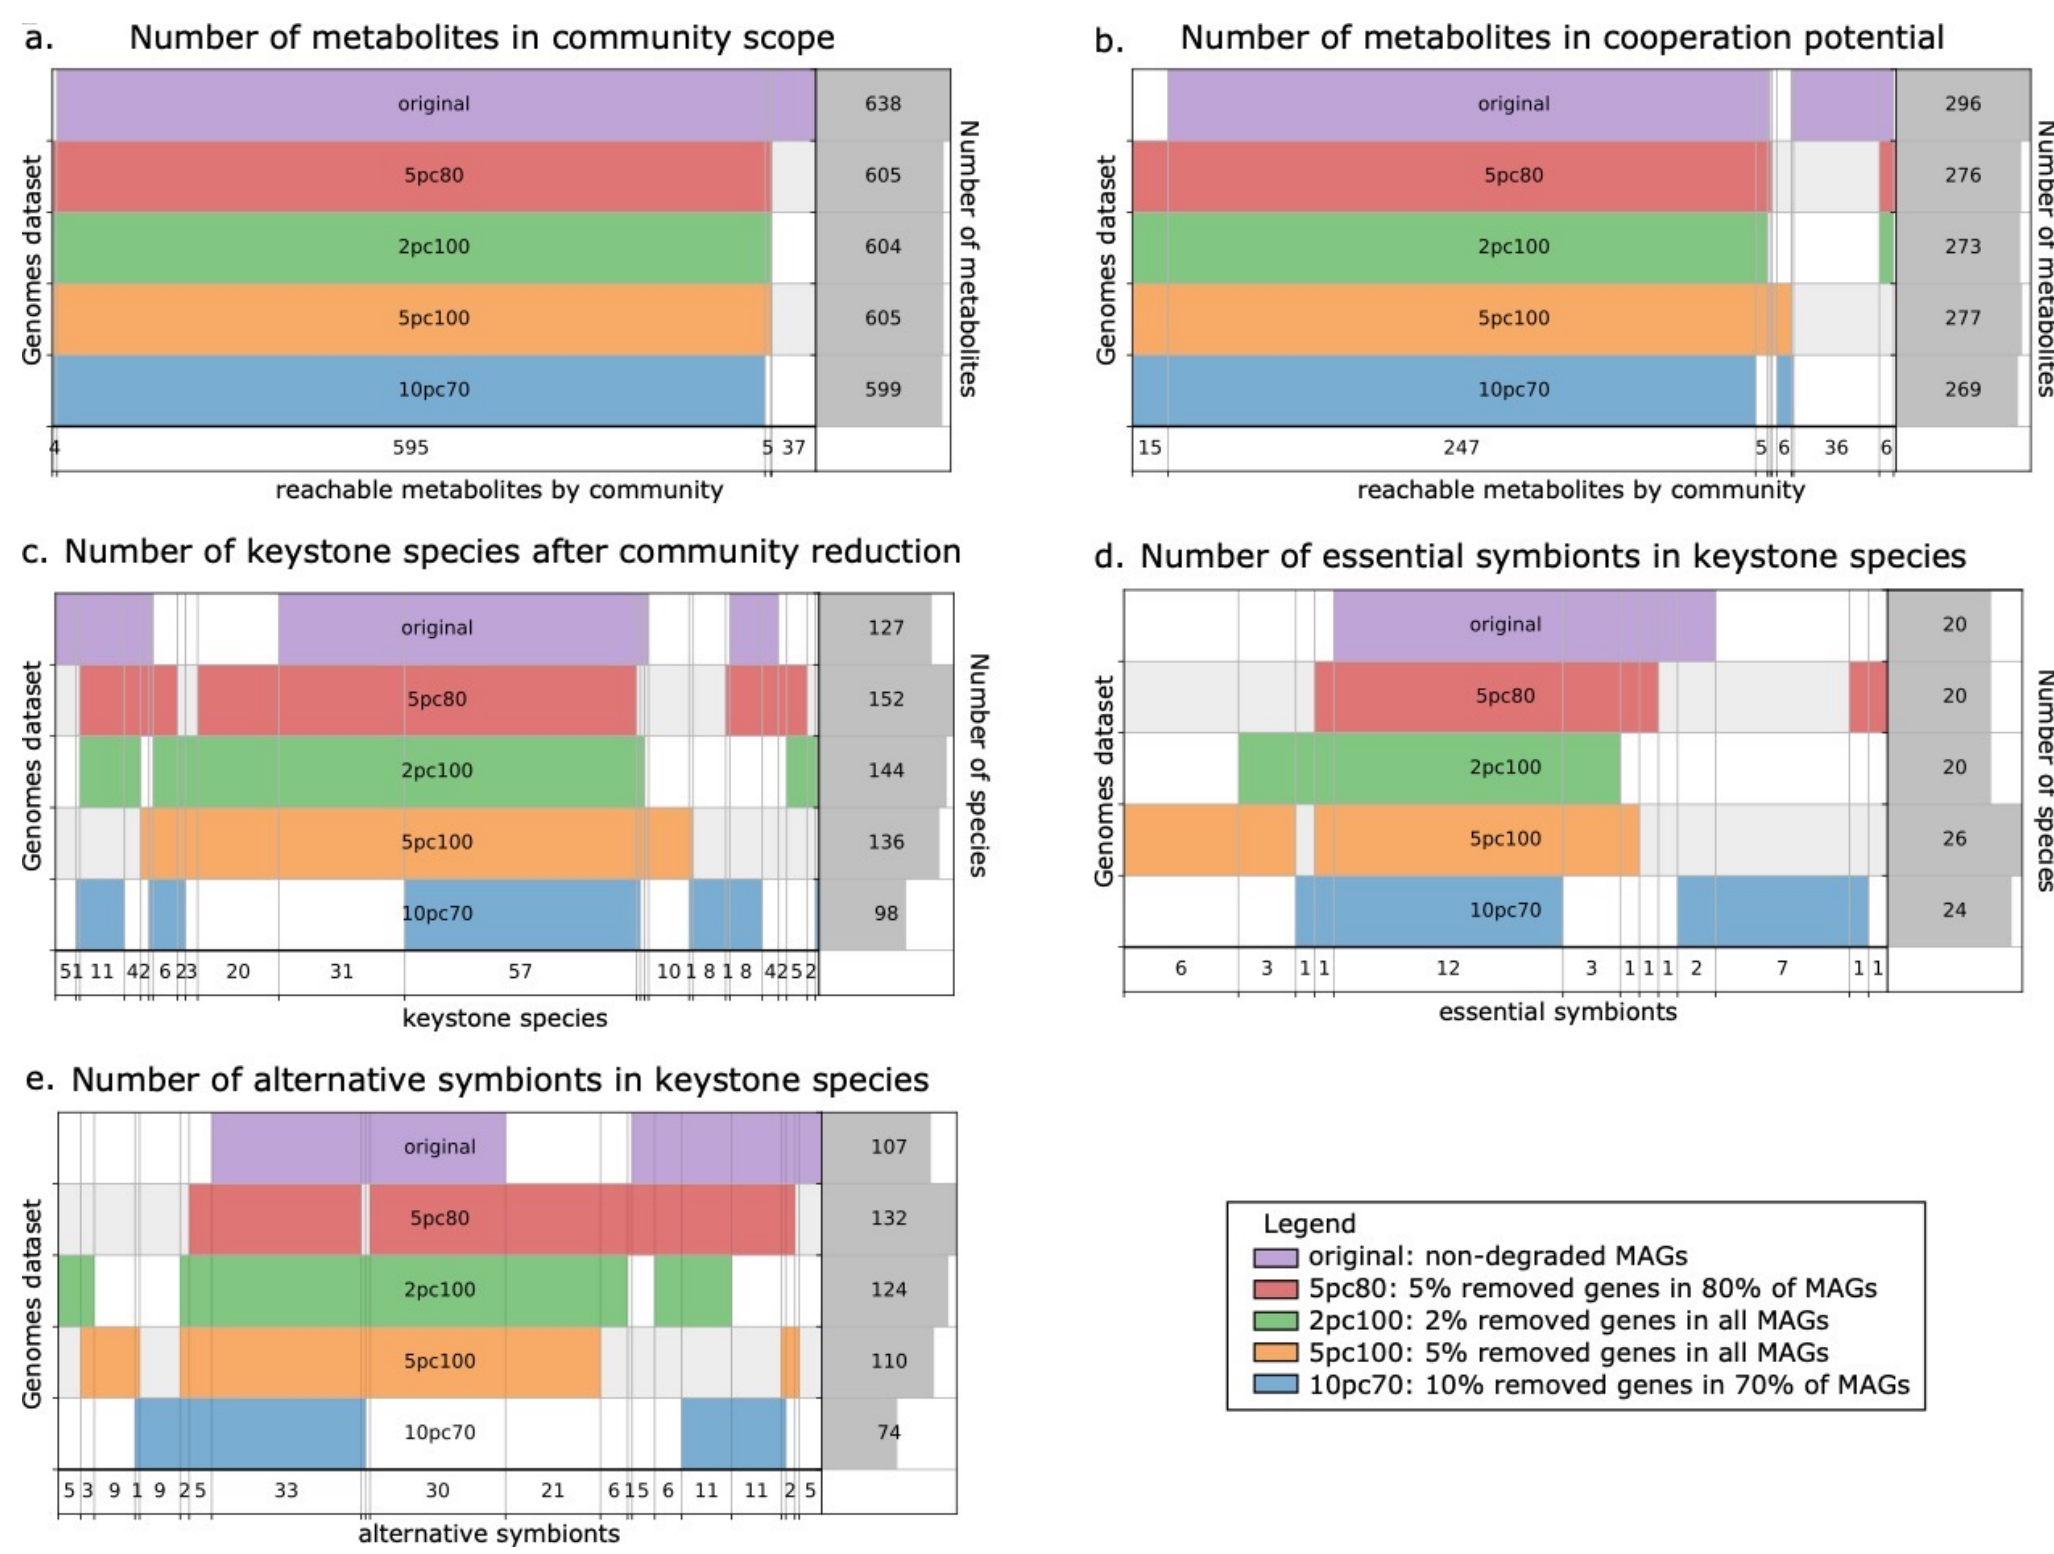 a. Number of metabolites in community scope
Genomes dataset
original 638
5pc80 605
2pc100 604
5pc100 605
10pc70 599
Number of metabolites
4 595 5 37
reachable metabolites by community
b. Number of metabolites in cooperation potential
Genomes dataset
original 296
5pc80 276
2pc100 273
5pc100 277
10pc70 269
Number of metabolites
15 247 5 6 36 6
reachable metabolites by community
c. Number of keystone species after community reduction
Genomes dataset
original 127
5pc80 152
2pc100 144
5pc100 136
10pc70 98
Number of species
5 1 11 4 2 6 2 3 20 31 57 10 1 8 1 8 4 2 5 2
keystone species
d. Number of essential symbionts in keystone species
Genomes dataset
original 20
5pc80 20
2pc100 20
5pc100 26
10pc70 24
Number of species
6 3 1 1 12 3 1 1 1 2 7 1 1
essential symbionts
e. Number of alternative symbionts in keystone species
Genomes dataset
original 107
5pc80 132
2pc100 124
5pc100 110
10pc70 74
5 3 9 1 9 2 5 33 30 21 6 1 5 6 11 11 2 5
alternative symbionts
Legend
original: non-degraded MAGs
5pc80: 5% removed genes in 80% of MAGs
2pc100: 2% removed genes in all MAGs
5pc100: 5% removed genes in all MAGs
10pc70: 10% removed genes in 70% of MAGs